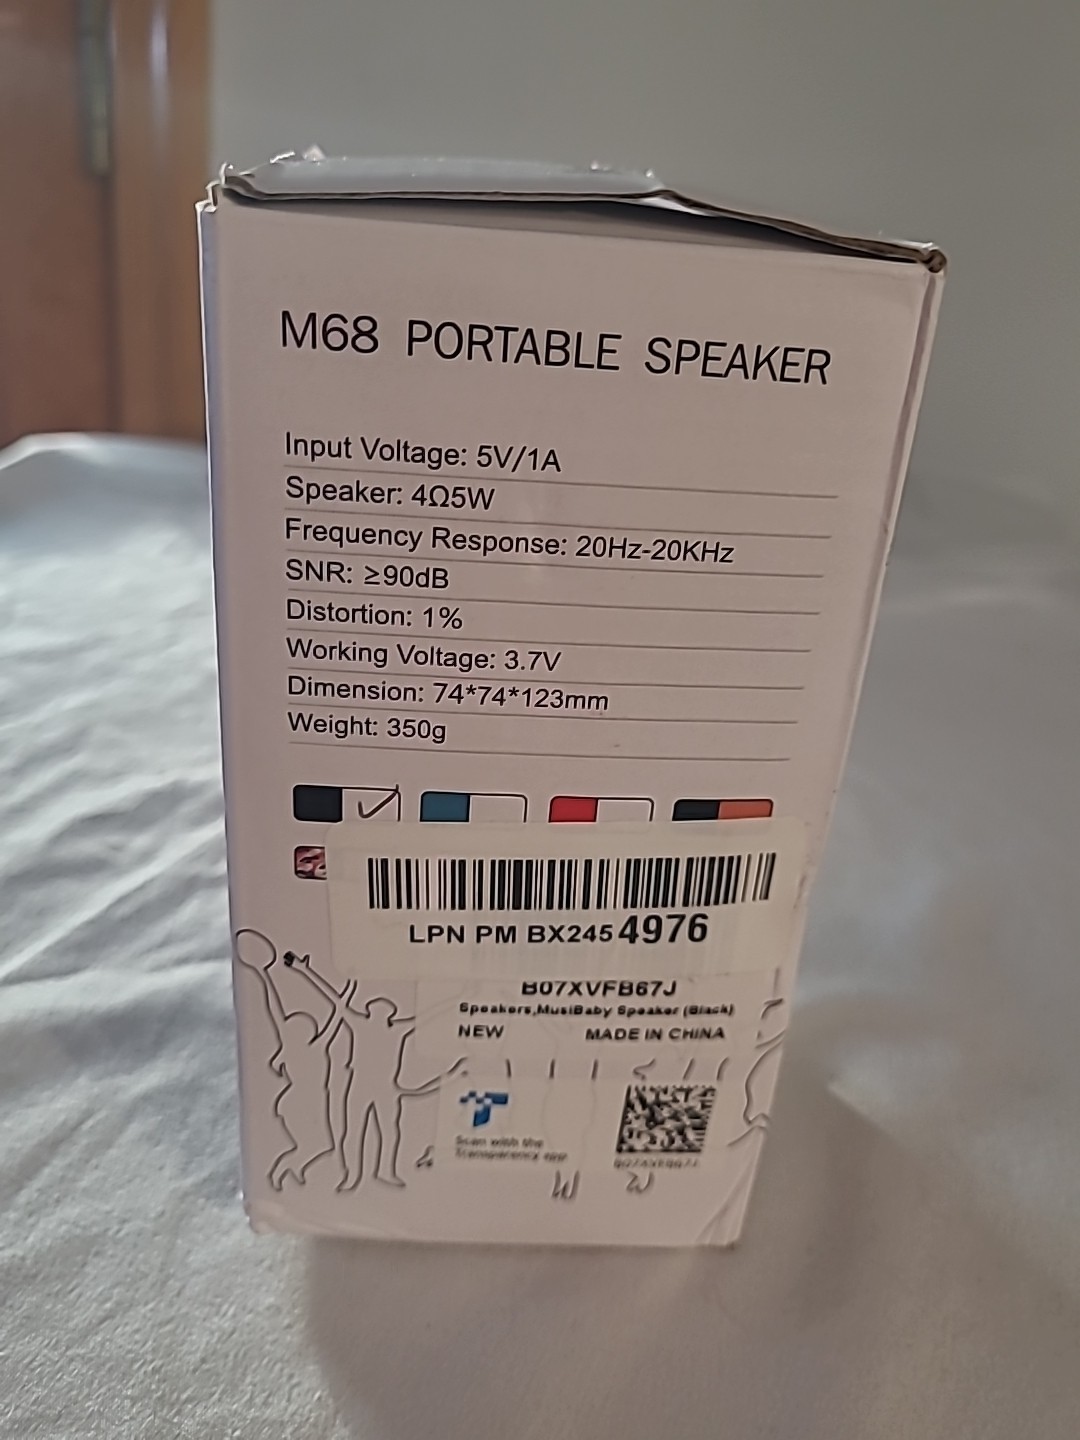 M68 PORTABLE SPEAKER
Input Voltage: 5V/1A
Speaker: 4Ω5W
Frequency Response: 20Hz-20KHz
SNR: ≥90dB
Distortion: 1%
Working Voltage: 3.7V
Dimension: 74*74*123mm
Weight: 350g
LPN PM BX245 4976
B07XVFB67J
Speakers,MusiBaby Speaker (Black)
NEW MADE IN CHINA
Scan with the
Transparency app